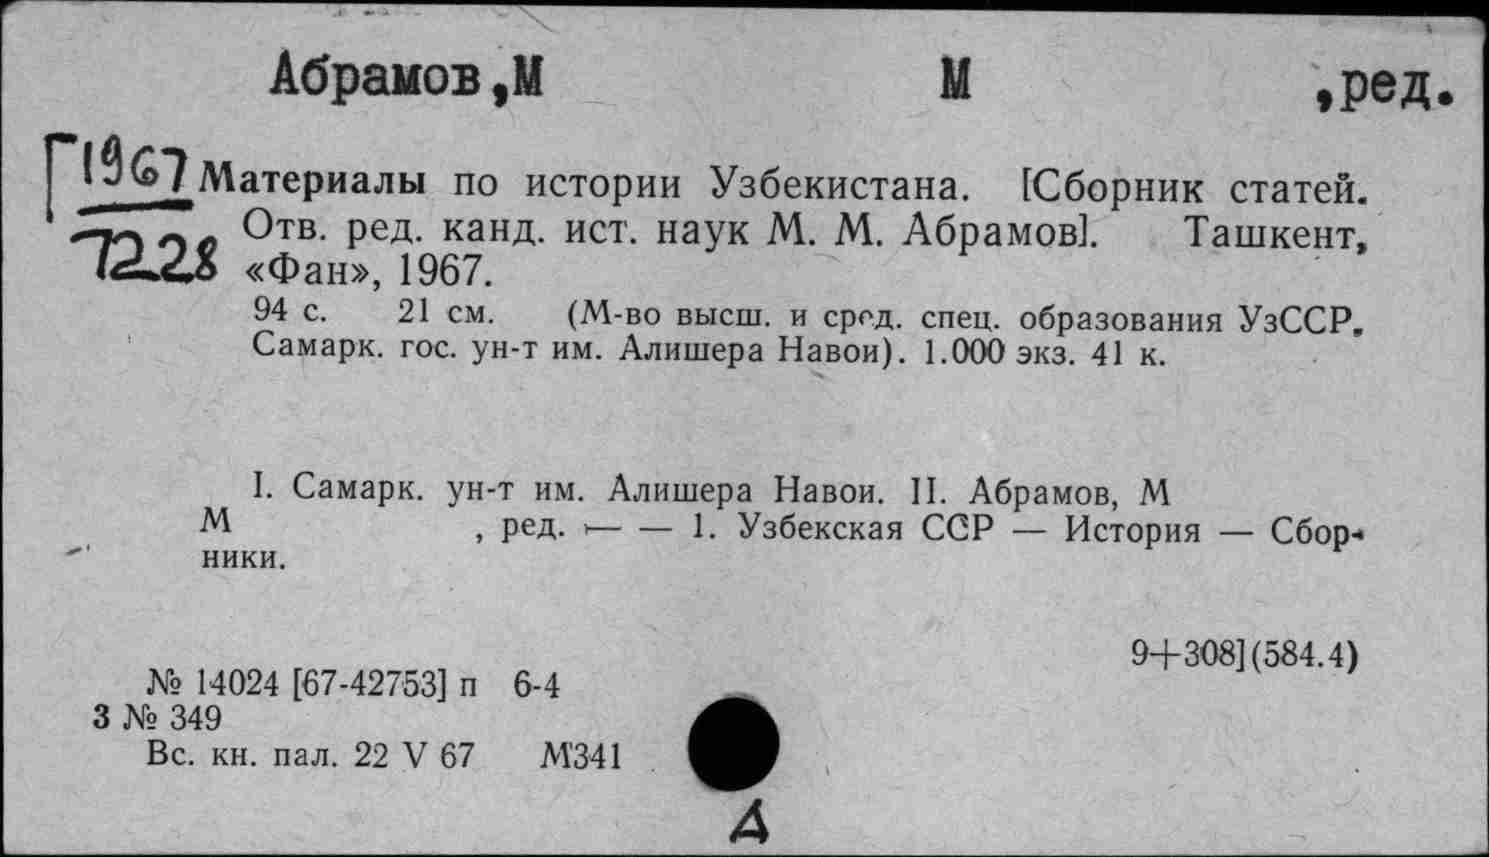 Абрамов,М М ,ред.
Г1967 Материалы по истории Узбекистана. [Сборник статей.
7228 Отв. ред. канд. ист. наук М. М. Абрамов]. Ташкент,
«Фан», 1967.
94 с. 21 см. (М-во высш. и сред. спец. образования УзССР.
Самарк. гос. ун-т им. Алишера Навои). 1.000 экз. 41 к.
I. Самарк. ун-т им. Алишера Навои. II. Абрамов, М
М , ред. — — 1. Узбекская ССР — История — Сбор-
ники.
9+308](584.4)
№ 14024 [67-42753] п 6-4
3 № 349
Вс. кн. пал. 22 V 67 М341
Д